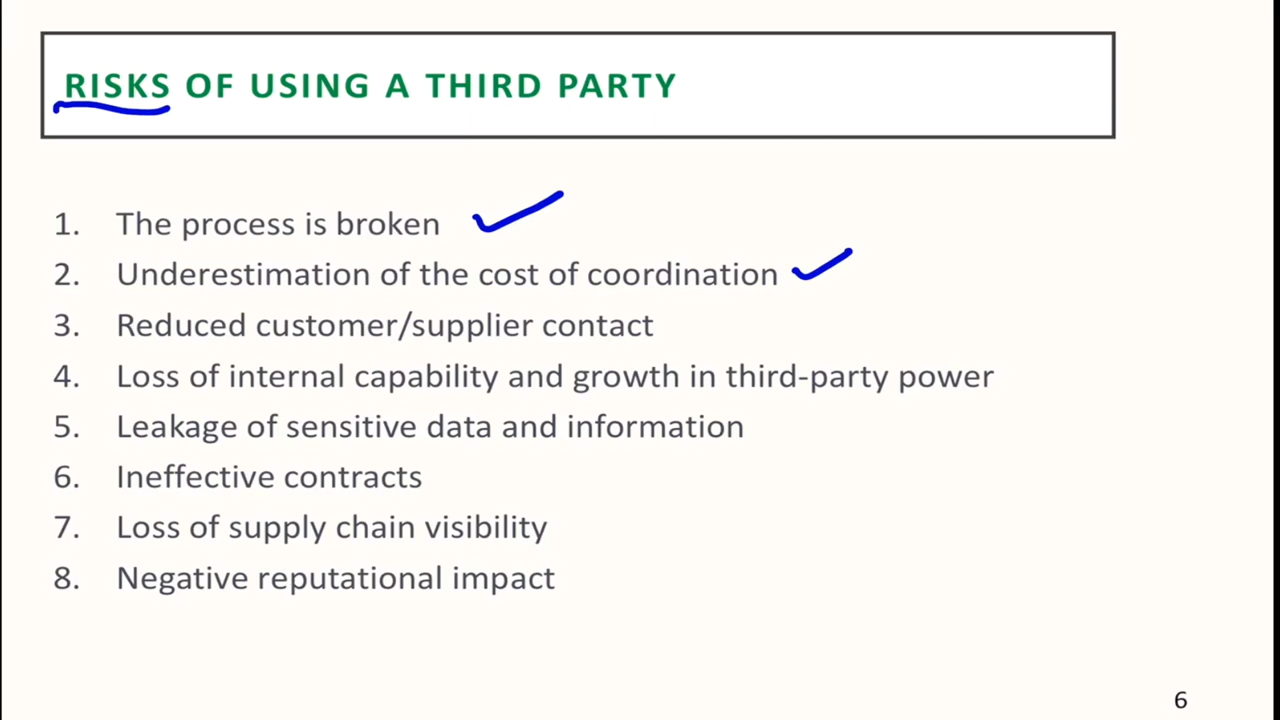 RISKS OF USING A THIRD PARTY
1. The process is broken
2. Underestimation of the cost of coordination
3. Reduced customer/supplier contact
4. Loss of internal capability and growth in third-party power
5. Leakage of sensitive data and information
6. Ineffective contracts
7. Loss of supply chain visibility
8. Negative reputational impact
6